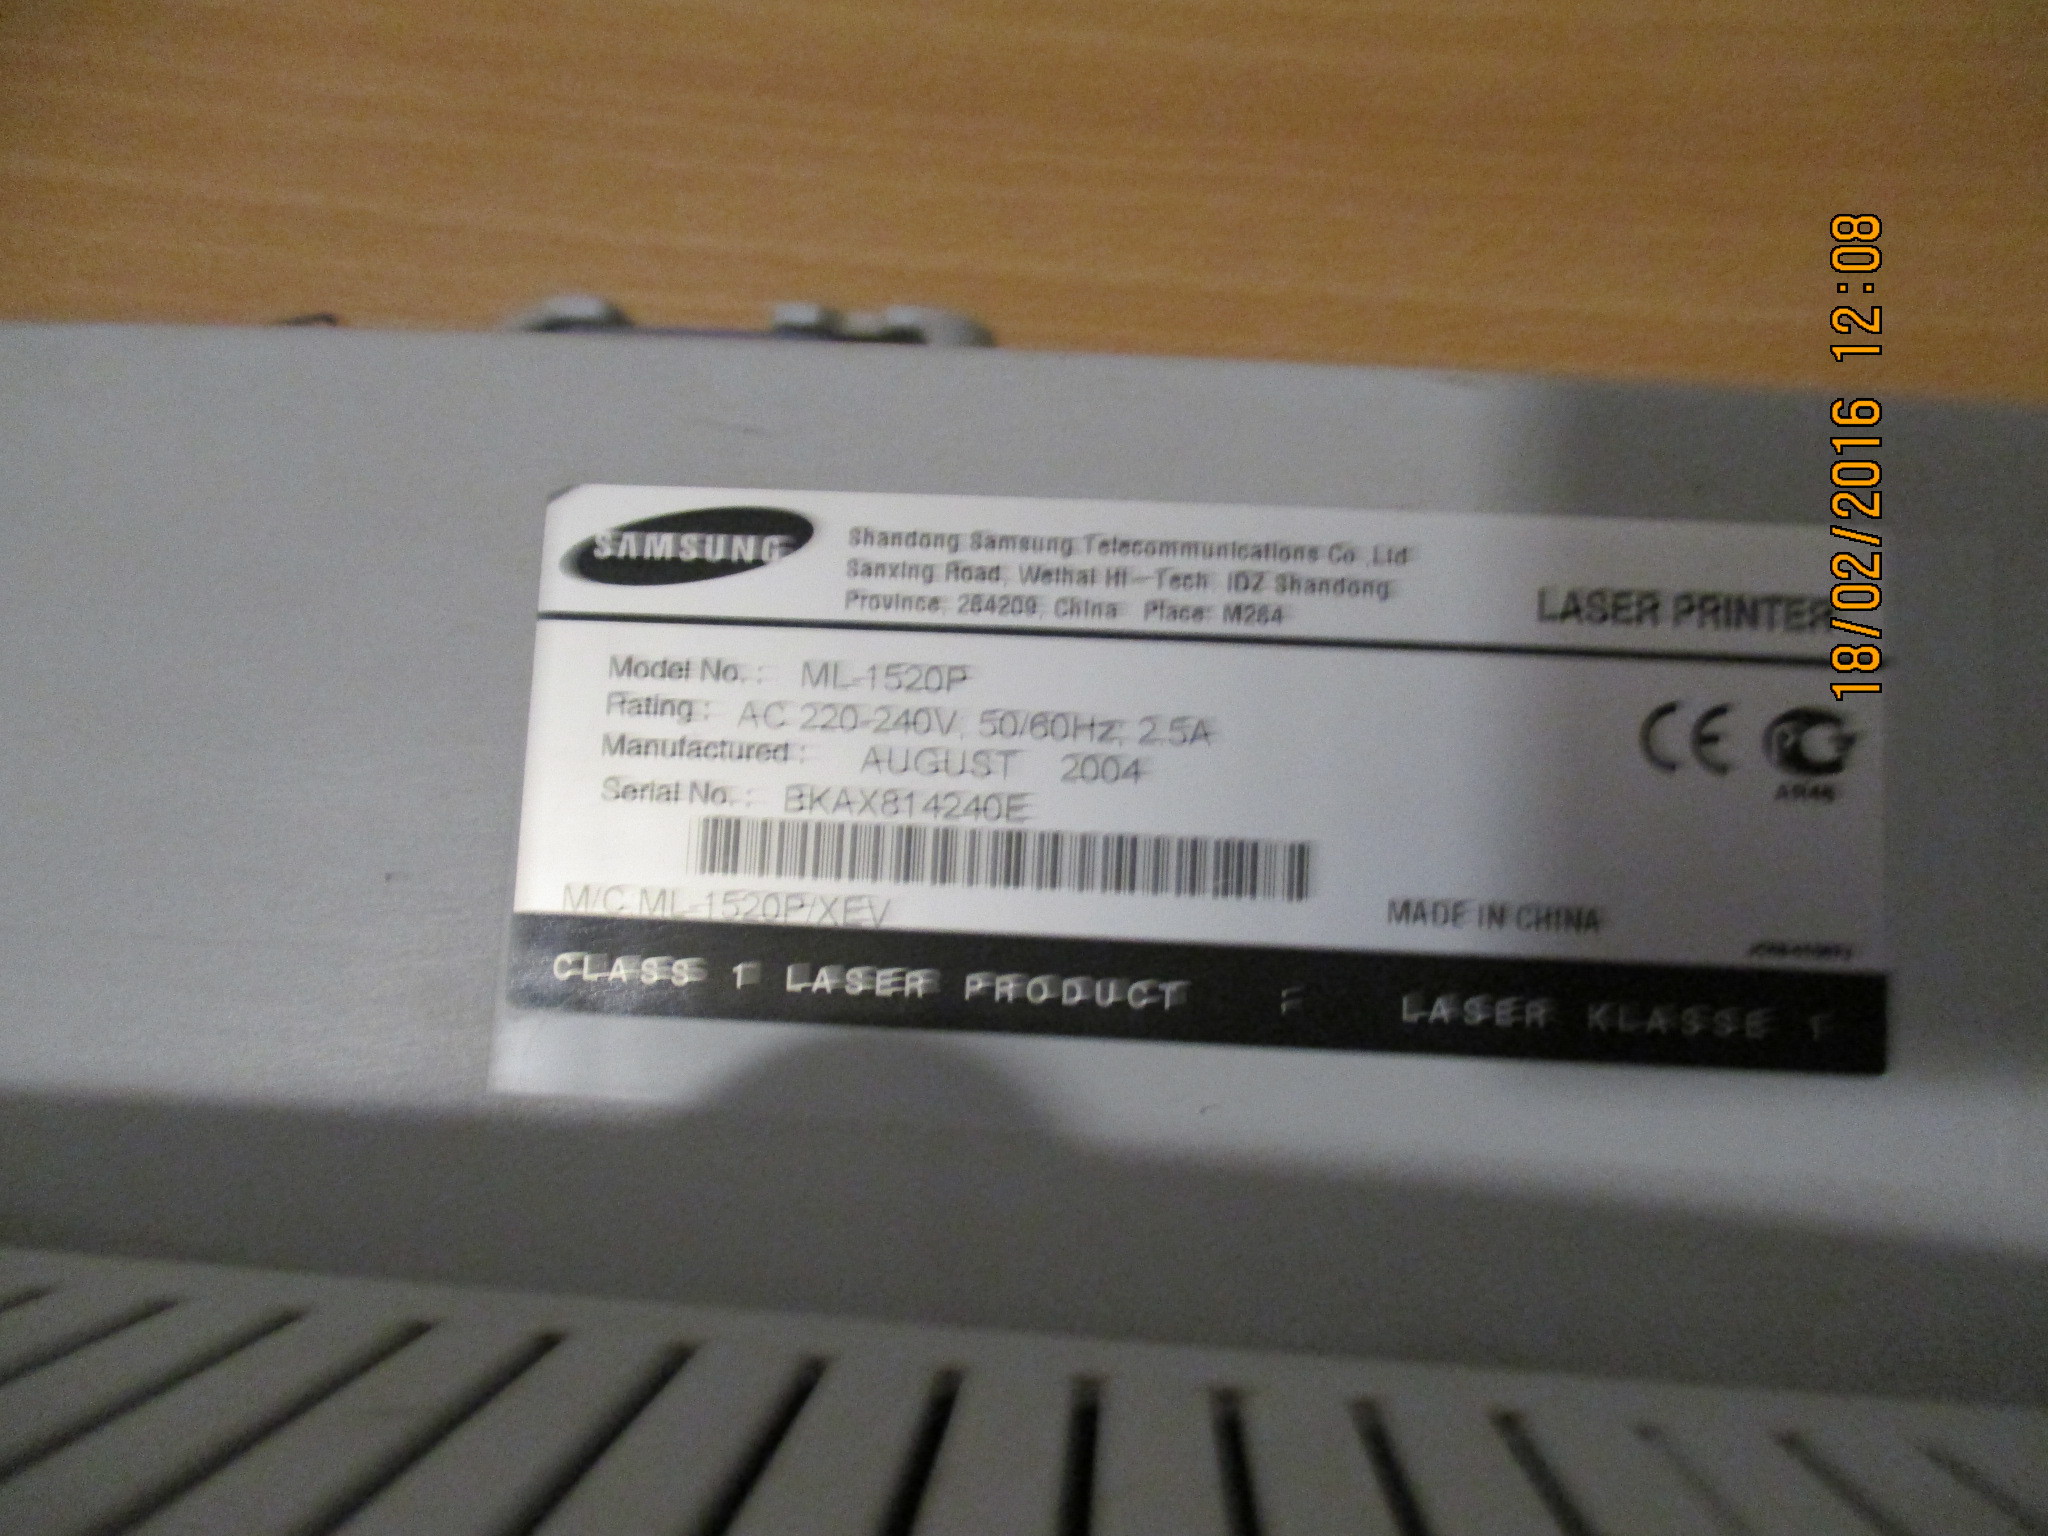 SAMSUNG
Shandong Samsung Telecommunications Co.,Ltd
Sanxing Road, Weihai Hi-Tech. IDZ Shandong
Province, 264209, China Place: M264
LASER PRINTER
Model No. : ML-1520P
Rating : AC 220-240V, 50/60Hz, 2.5A
Manufactured : AUGUST 2004
Serial No. : BKAX814240E
CE
AR46
M/C ML-1520P/XEV
MADE IN CHINA
CLASS 1 LASER PRODUCT LASER KLASSE 1
18/02/2016 12:08